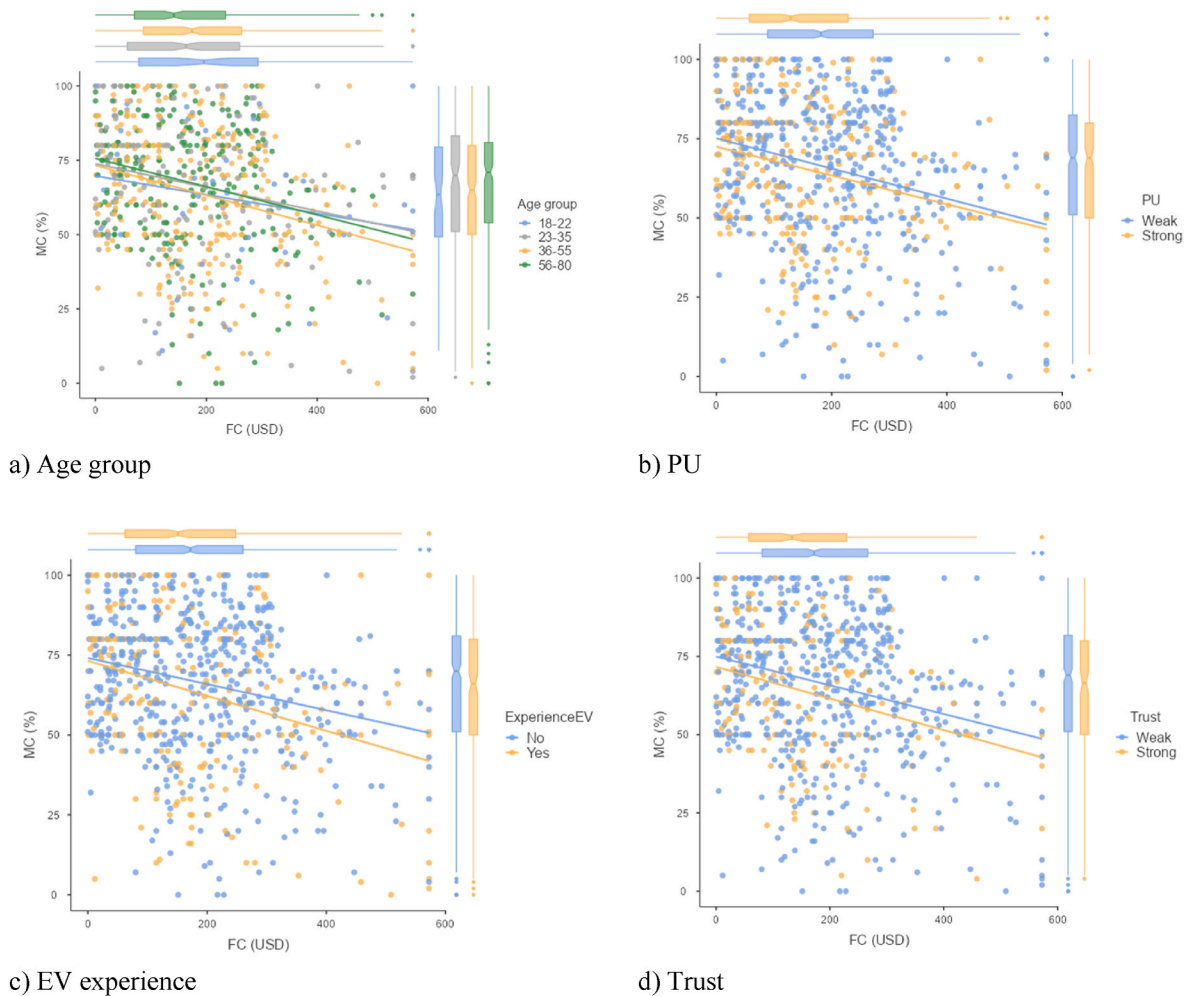 100
75
50
25
0
MC (%)
0
200
400
600
FC (USD)
Age group
18-22
23-35
36-55
56-80
a) Age group
100
75
50
25
0
MC (%)
0
200
400
600
FC (USD)
PU
Weak
Strong
b) PU
100
75
50
25
0
MC (%)
0
200
400
600
FC (USD)
ExperienceEV
No
Yes
c) EV experience
100
75
50
25
0
MC (%)
0
200
400
600
FC (USD)
Trust
Weak
Strong
d) Trust